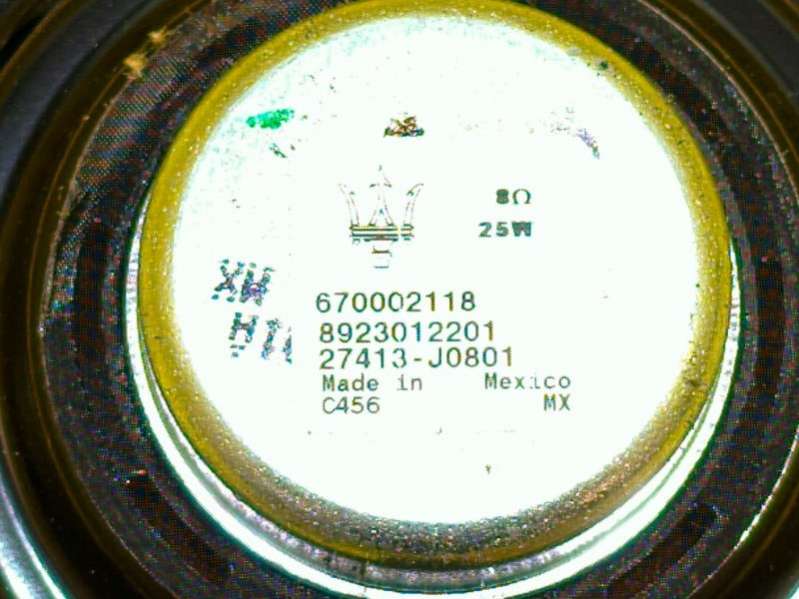 8Ω
25W
670002118
8923012201
27413-J0801
Made in Mexico
C456 MX